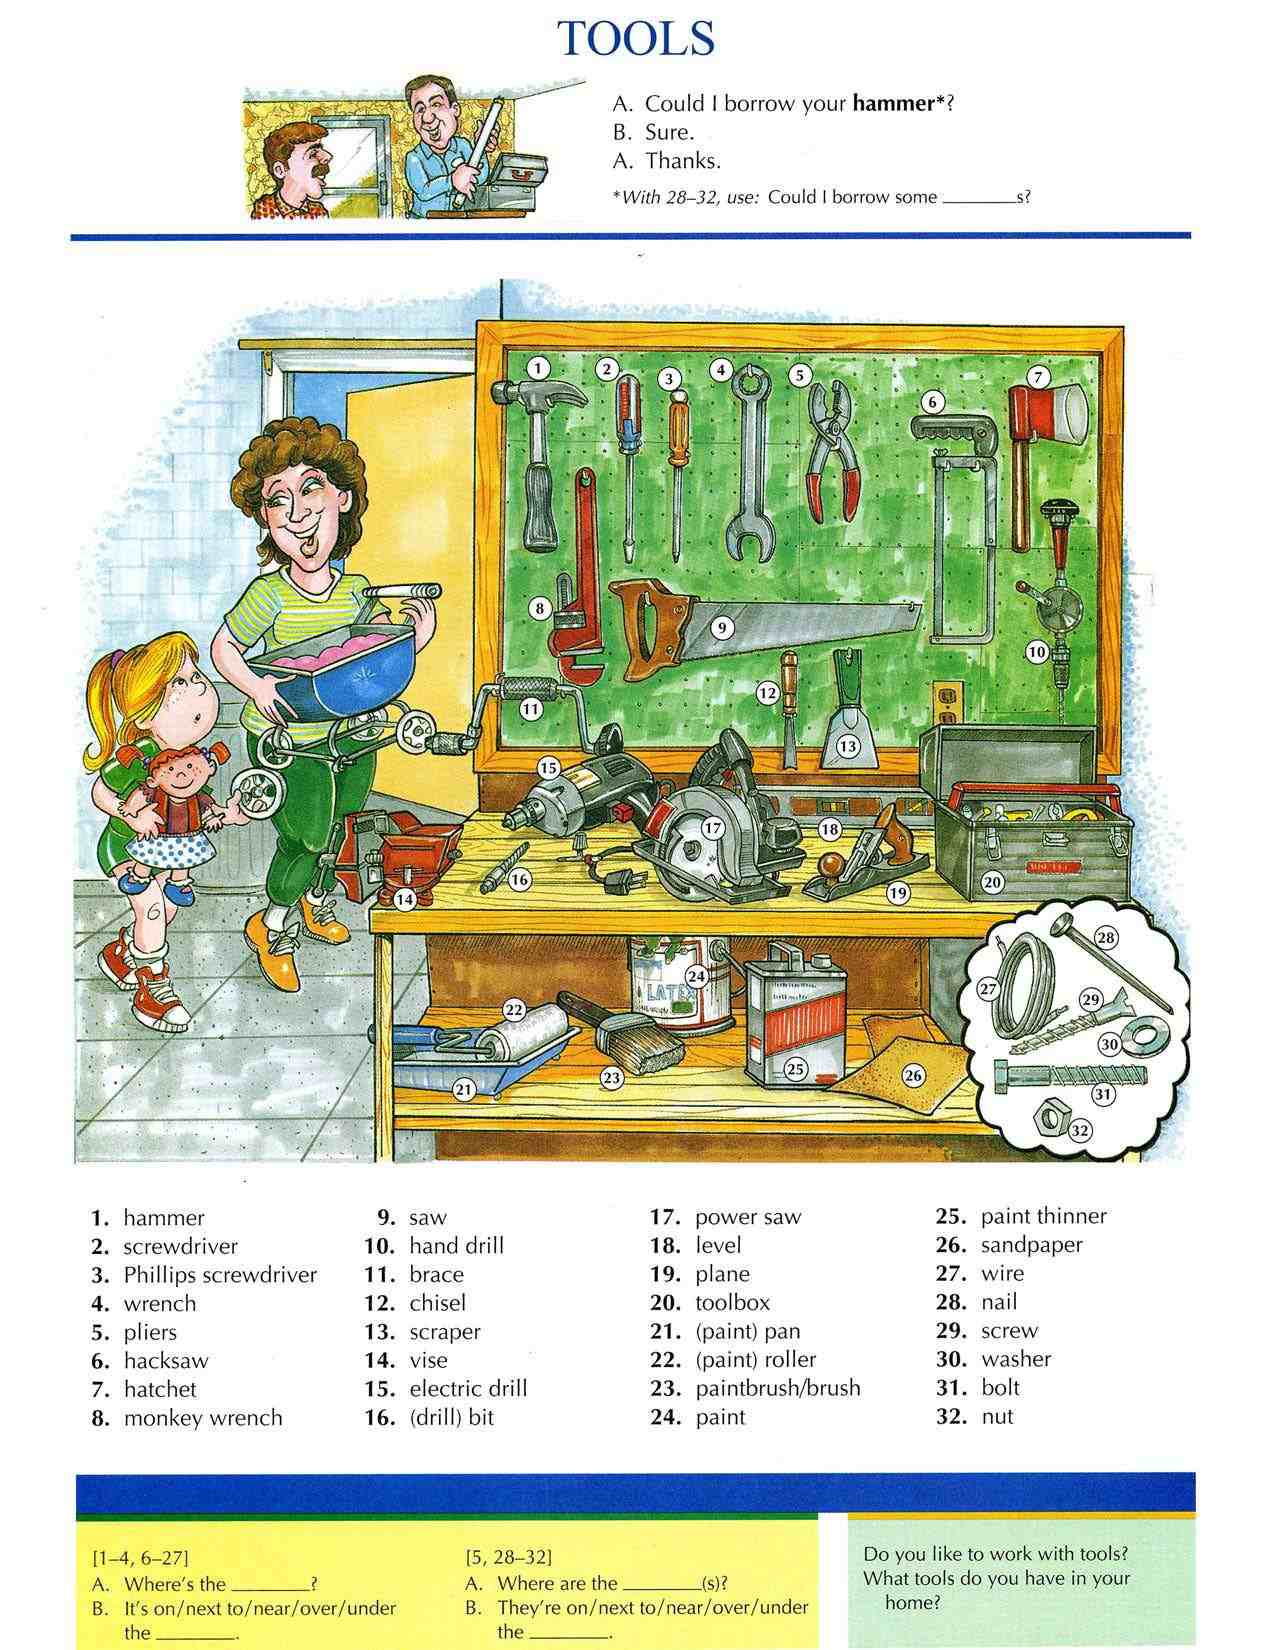 TOOLS
A. Could I borrow your hammer*?
B. Sure.
A. Thanks.
*With 28–32, use: Could I borrow some ________s?
1
2
3
4
5
6
7
8
9
10
11
12
13
14
15
16
17
18
19
20
21
22
23
24
LATEX
25
26
27
28
29
30
31
32
1. hammer
2. screwdriver
3. Phillips screwdriver
4. wrench
5. pliers
6. hacksaw
7. hatchet
8. monkey wrench
9. saw
10. hand drill
11. brace
12. chisel
13. scraper
14. vise
15. electric drill
16. (drill) bit
17. power saw
18. level
19. plane
20. toolbox
21. (paint) pan
22. (paint) roller
23. paintbrush/brush
24. paint
25. paint thinner
26. sandpaper
27. wire
28. nail
29. screw
30. washer
31. bolt
32. nut
[1–4, 6–27]
A. Where's the ________?
B. It's on/next to/near/over/under
the ________.
[5, 28–32]
A. Where are the ________(s)?
B. They're on/next to/near/over/under
the ________.
Do you like to work with tools?
What tools do you have in your
home?